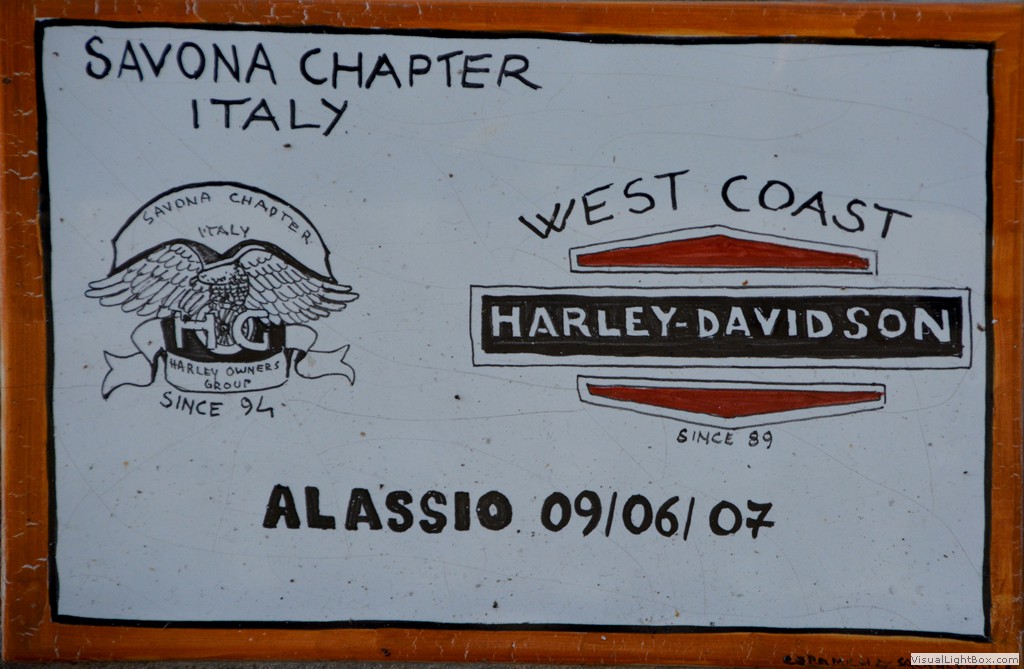 SAVONA CHAPTER
ITALY
SAVONA CHAPTER
ITALY
HOG
HARLEY OWNERS
GROUP
SINCE 94
WEST COAST
HARLEY-DAVIDSON
SINCE 89
ALASSIO 09/06/07
VisualLightBox.com